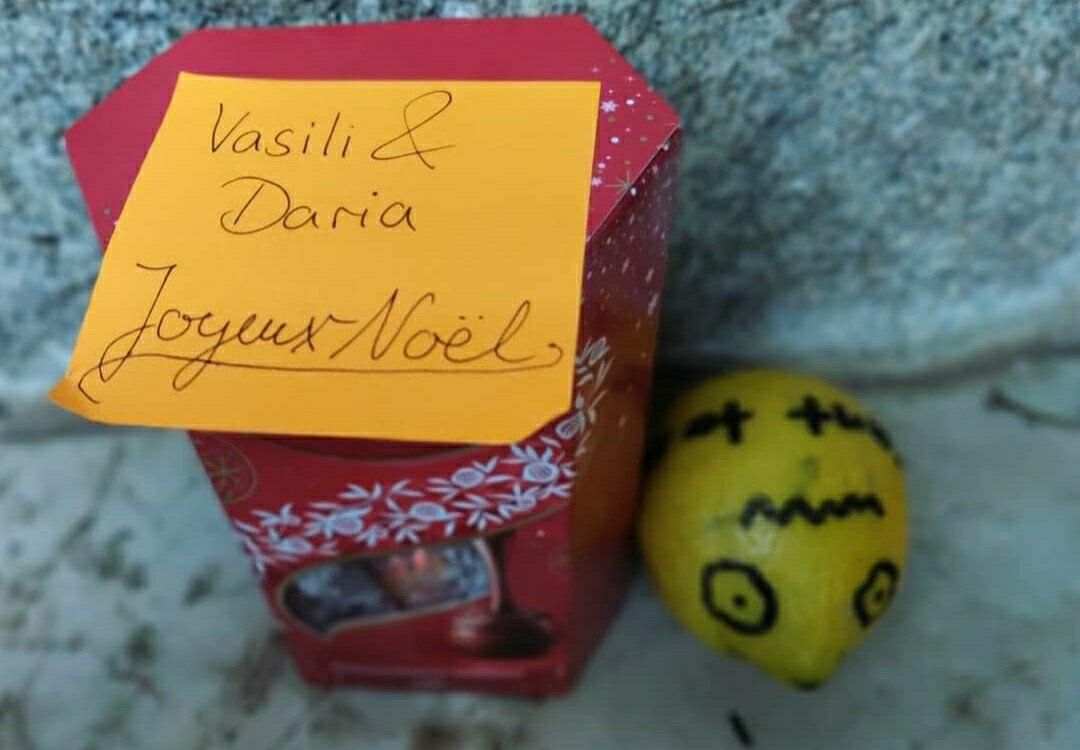 Vasili &
Daria
Joyeux Noël